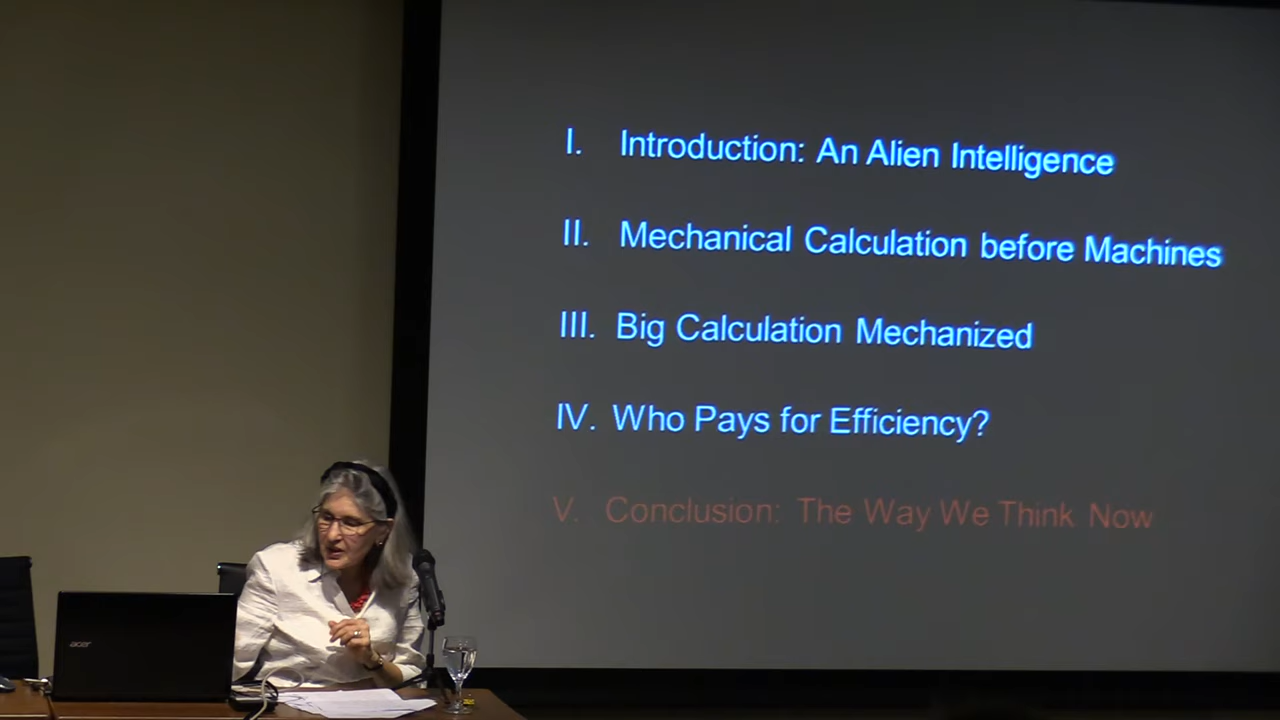 I. Introduction: An Alien Intelligence
II. Mechanical Calculation before Machines
III. Big Calculation Mechanized
IV. Who Pays for Efficiency?
V. Conclusion: The Way We Think Now
acer